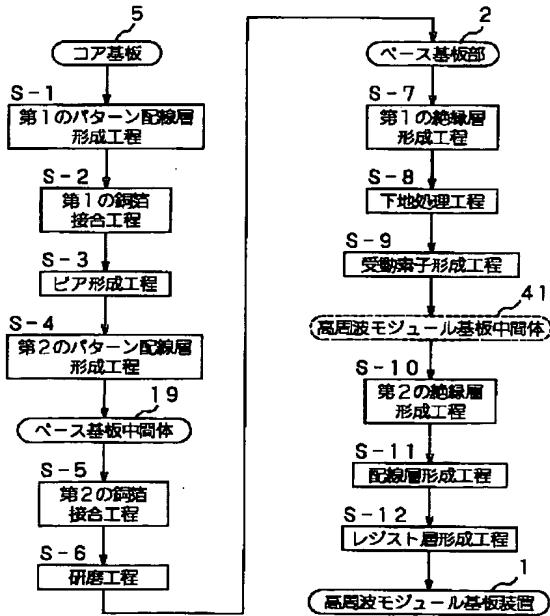 5
コア基板
S-1
第1のパターン配線層
形成工程
S-2
第1の銅箔
接合工程
S-3
ビア形成工程
S-4
第2のパターン配線層
形成工程
19
ベース基板中間体
S-5
第2の銅箔
接合工程
S-6
研磨工程
2
ベース基板部
S-7
第1の絶縁層
形成工程
S-8
下地処理工程
S-9
受動素子形成工程
41
高周波モジュール基板中間体
S-10
第2の絶縁層
形成工程
S-11
配線層形成工程
S-12
レジスト層形成工程
1
高周波モジュール基板装置